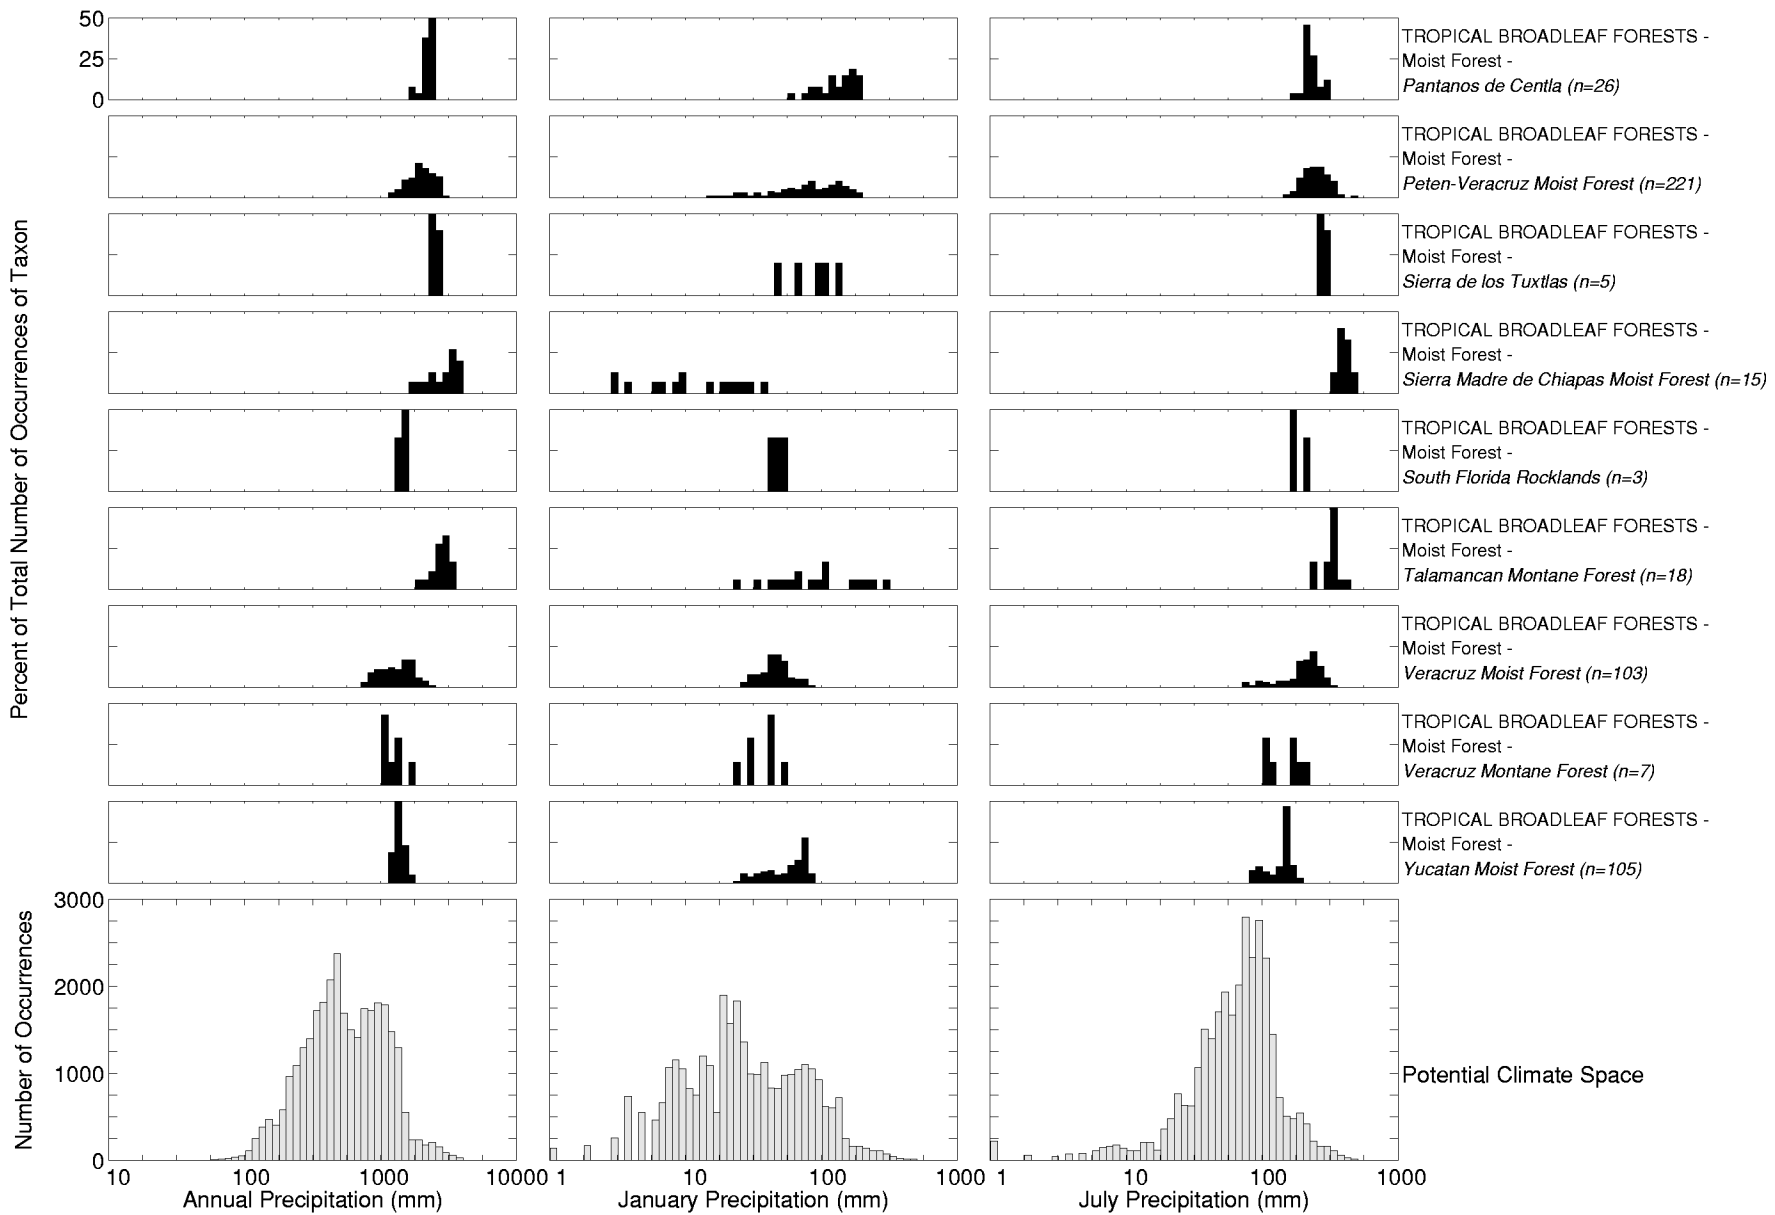 50
25
0
TROPICAL BROADLEAF FORESTS -
Moist Forest -
Pantanos de Centla (n=26)
TROPICAL BROADLEAF FORESTS -
Moist Forest -
Peten-Veracruz Moist Forest (n=221)
TROPICAL BROADLEAF FORESTS -
Moist Forest -
Sierra de los Tuxtlas (n=5)
TROPICAL BROADLEAF FORESTS -
Moist Forest -
Sierra Madre de Chiapas Moist Forest (n=15)
TROPICAL BROADLEAF FORESTS -
Moist Forest -
South Florida Rocklands (n=3)
TROPICAL BROADLEAF FORESTS -
Moist Forest -
Talamancan Montane Forest (n=18)
TROPICAL BROADLEAF FORESTS -
Moist Forest -
Veracruz Moist Forest (n=103)
TROPICAL BROADLEAF FORESTS -
Moist Forest -
Veracruz Montane Forest (n=7)
TROPICAL BROADLEAF FORESTS -
Moist Forest -
Yucatan Moist Forest (n=105)
Percent of Total Number of Occurrences of Taxon
3000
2000
1000
0
Number of Occurrences
Potential Climate Space
10 100 1000 10000
1 10 100 1000
1 10 100 1000
Annual Precipitation (mm)
January Precipitation (mm)
July Precipitation (mm)